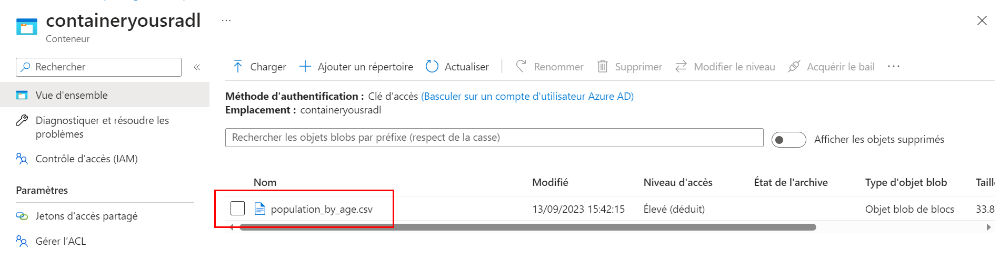 containeryousradl
...
Conteneur
Rechercher
«
Charger
Ajouter un répertoire
Actualiser
Renommer
Supprimer
Modifier le niveau
Acquérir le bail
...
Vue d'ensemble
Diagnostiquer et résoudre les
problèmes
Contrôle d'accès (IAM)
Paramètres
Jetons d'accès partagé
Gérer l'ACL
Méthode d'authentification : Clé d'accès (Basculer sur un compte d'utilisateur Azure AD)
Emplacement : containeryousradl
Rechercher les objets blobs par préfixe (respect de la casse)
Afficher les objets supprimés
Nom Modifié Niveau d'accès État de l'archive Type d'objet blob Taill
population_by_age.csv 13/09/2023 15:42:15 Élevé (déduit) Objet blob de blocs 33.8